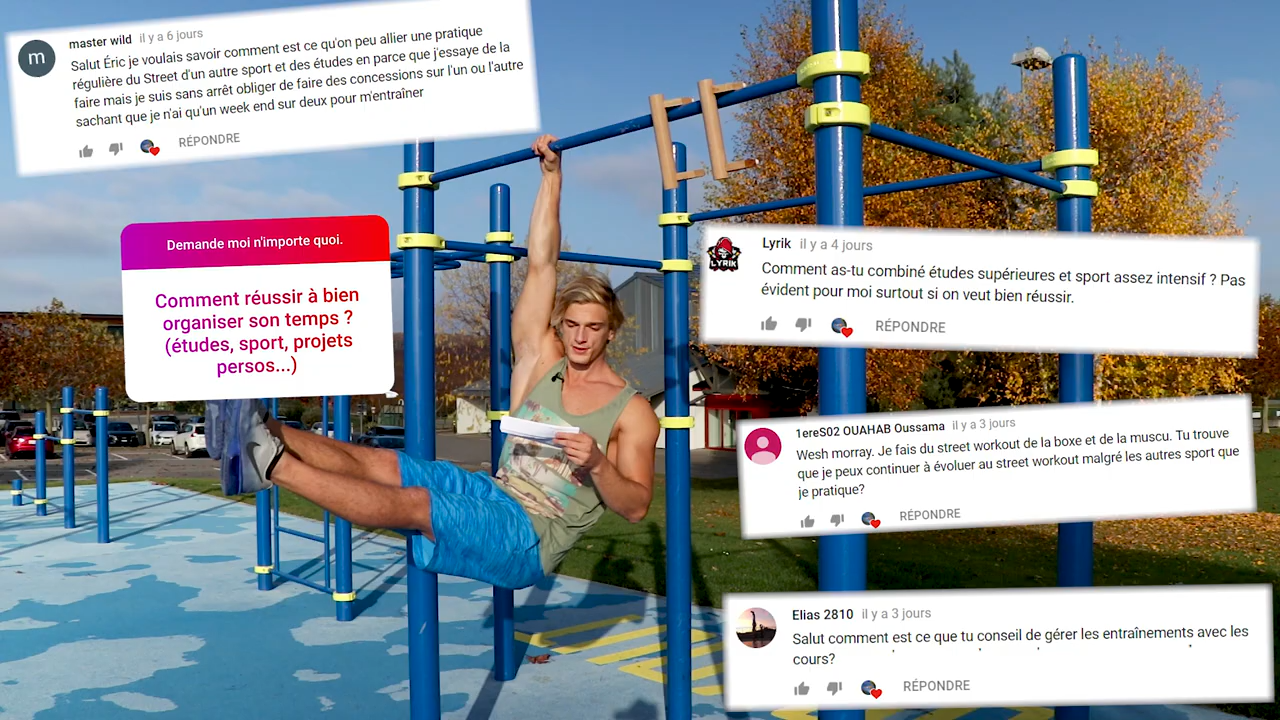 master wild il y a 6 jours
Salut Éric je voulais savoir comment est ce qu'on peu allier une pratique
régulière du Street d'un autre sport et des études en parce que j'essaye de la
faire mais je suis sans arrêt obliger de faire des concessions sur l'un ou l'autre
sachant que je n'ai qu'un week end sur deux pour m'entraîner
RÉPONDRE
m
Demande moi n'importe quoi.
Comment réussir à bien
organiser son temps ?
(études, sport, projets
persos...)
Lyrik il y a 4 jours
LYRIK
Comment as-tu combiné études supérieures et sport assez intensif ? Pas
évident pour moi surtout si on veut bien réussir.
RÉPONDRE
1ereS02 OUAHAB Oussama il y a 3 jours
Wesh morray. Je fais du street workout de la boxe et de la muscu. Tu trouve
que je peux continuer à évoluer au street workout malgré les autres sport que
je pratique?
RÉPONDRE
Elias 2810 il y a 3 jours
Salut comment est ce que tu conseil de gérer les entraînements avec les
cours?
RÉPONDRE